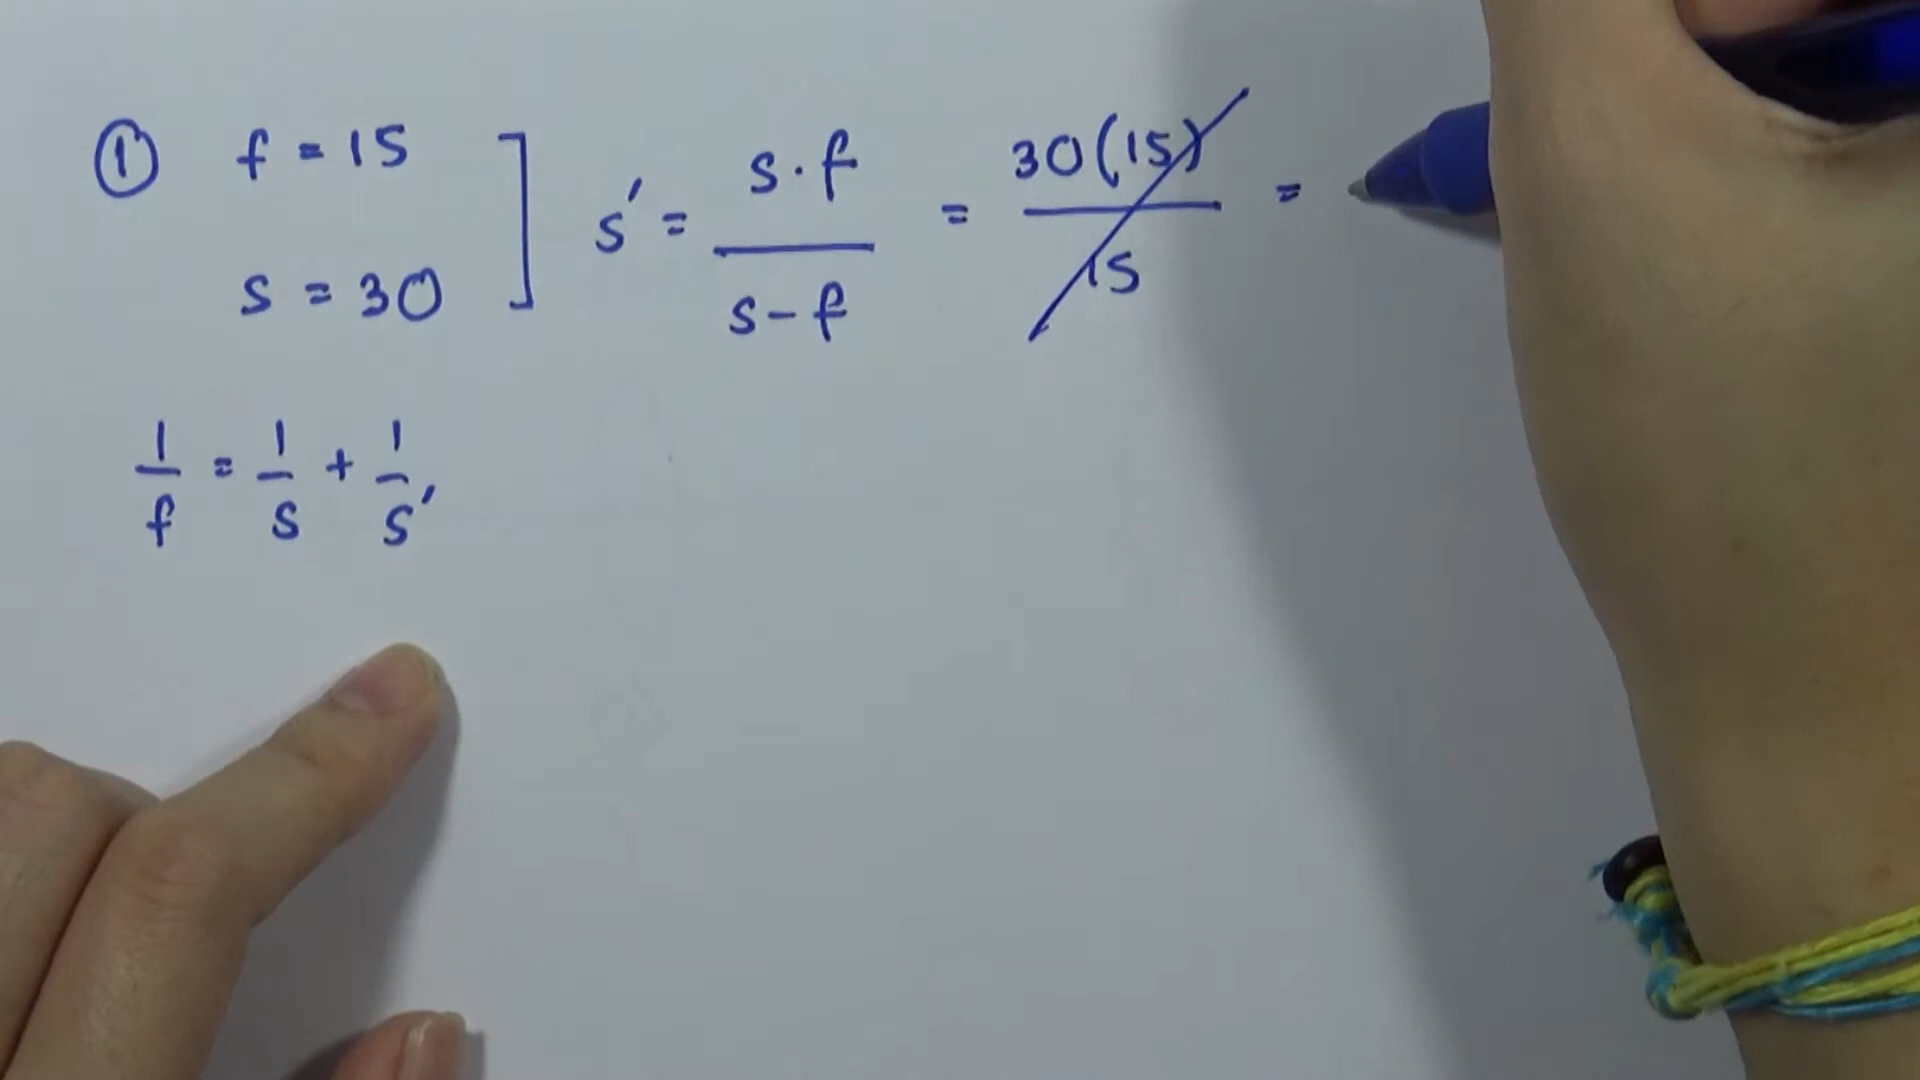 ① f = 15
s = 30
] s' = s·f / s-f = 30(15) / 15 =
1/f = 1/s + 1/s'